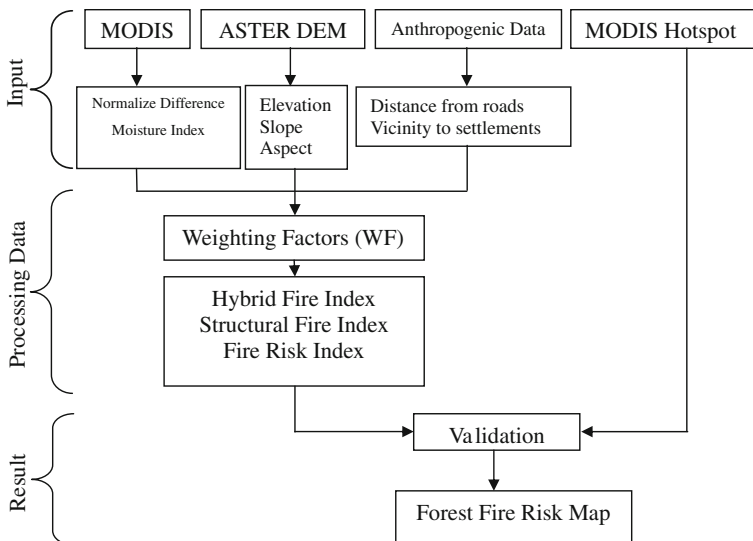 Input
MODIS
ASTER DEM
Anthropogenic Data
MODIS Hotspot
Normalize Difference
Moisture Index
Elevation
Slope
Aspect
Distance from roads
Vicinity to settlements
Processing Data
Weighting Factors (WF)
Hybrid Fire Index
Structural Fire Index
Fire Risk Index
Result
Validation
Forest Fire Risk Map